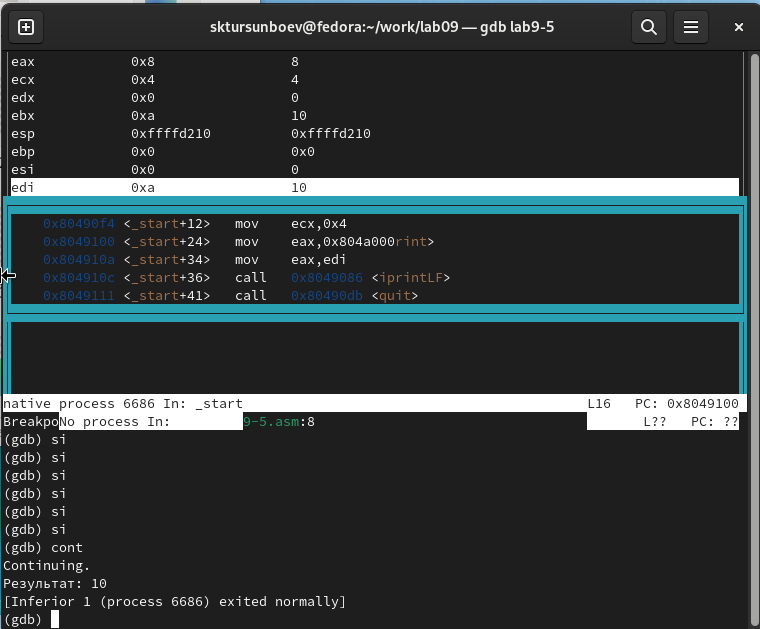 sktursunboev@fedora:~/work/lab09 — gdb lab9-5
eax 0x8 8
ecx 0x4 4
edx 0x0 0
ebx 0xa 10
esp 0xffffd210 0xffffd210
ebp 0x0 0x0
esi 0x0 0
edi 0xa 10
0x80490f4 <_start+12> mov ecx,0x4
0x8049100 <_start+24> mov eax,0x804a000rint>
0x804910a <_start+34> mov eax,edi
0x804910c <_start+36> call 0x8049086 <iprintLF>
0x8049111 <_start+41> call 0x80490db <quit>
native process 6686 In: _start L16 PC: 0x8049100
BreakpoNo process In: 9-5.asm:8 L?? PC: ??
(gdb) si
(gdb) si
(gdb) si
(gdb) si
(gdb) si
(gdb) si
(gdb) cont
Continuing.
Результат: 10
[Inferior 1 (process 6686) exited normally]
(gdb)